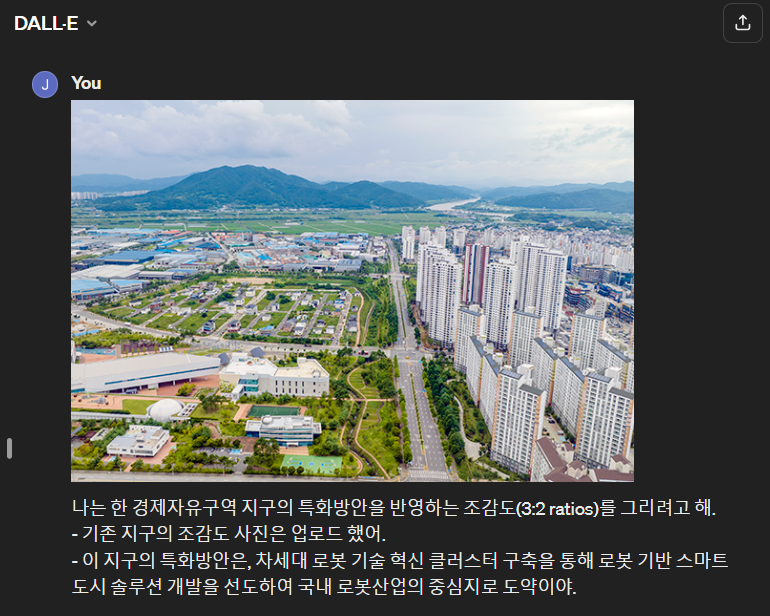 DALL·E
J
You
나는 한 경제자유구역 지구의 특화방안을 반영하는 조감도(3:2 ratios)를 그리려고 해.
- 기존 지구의 조감도 사진은 업로드 했어.
- 이 지구의 특화방안은, 차세대 로봇 기술 혁신 클러스터 구축을 통해 로봇 기반 스마트
도시 솔루션 개발을 선도하여 국내 로봇산업의 중심지로 도약이야.